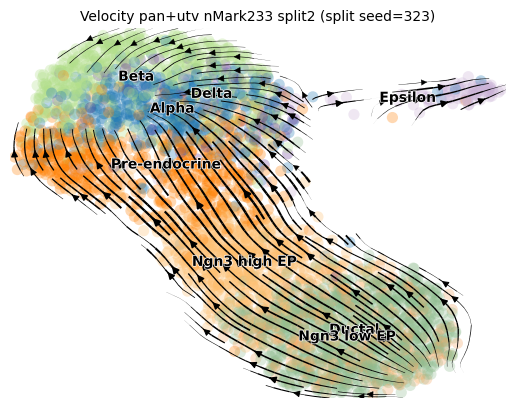 Velocity pan+utv nMark233 split2 (split seed=323)
Beta
Delta
Epsilon
Alpha
Pre-endocrine
Ngn3 high EP
Ductal
Ngn3 low EP